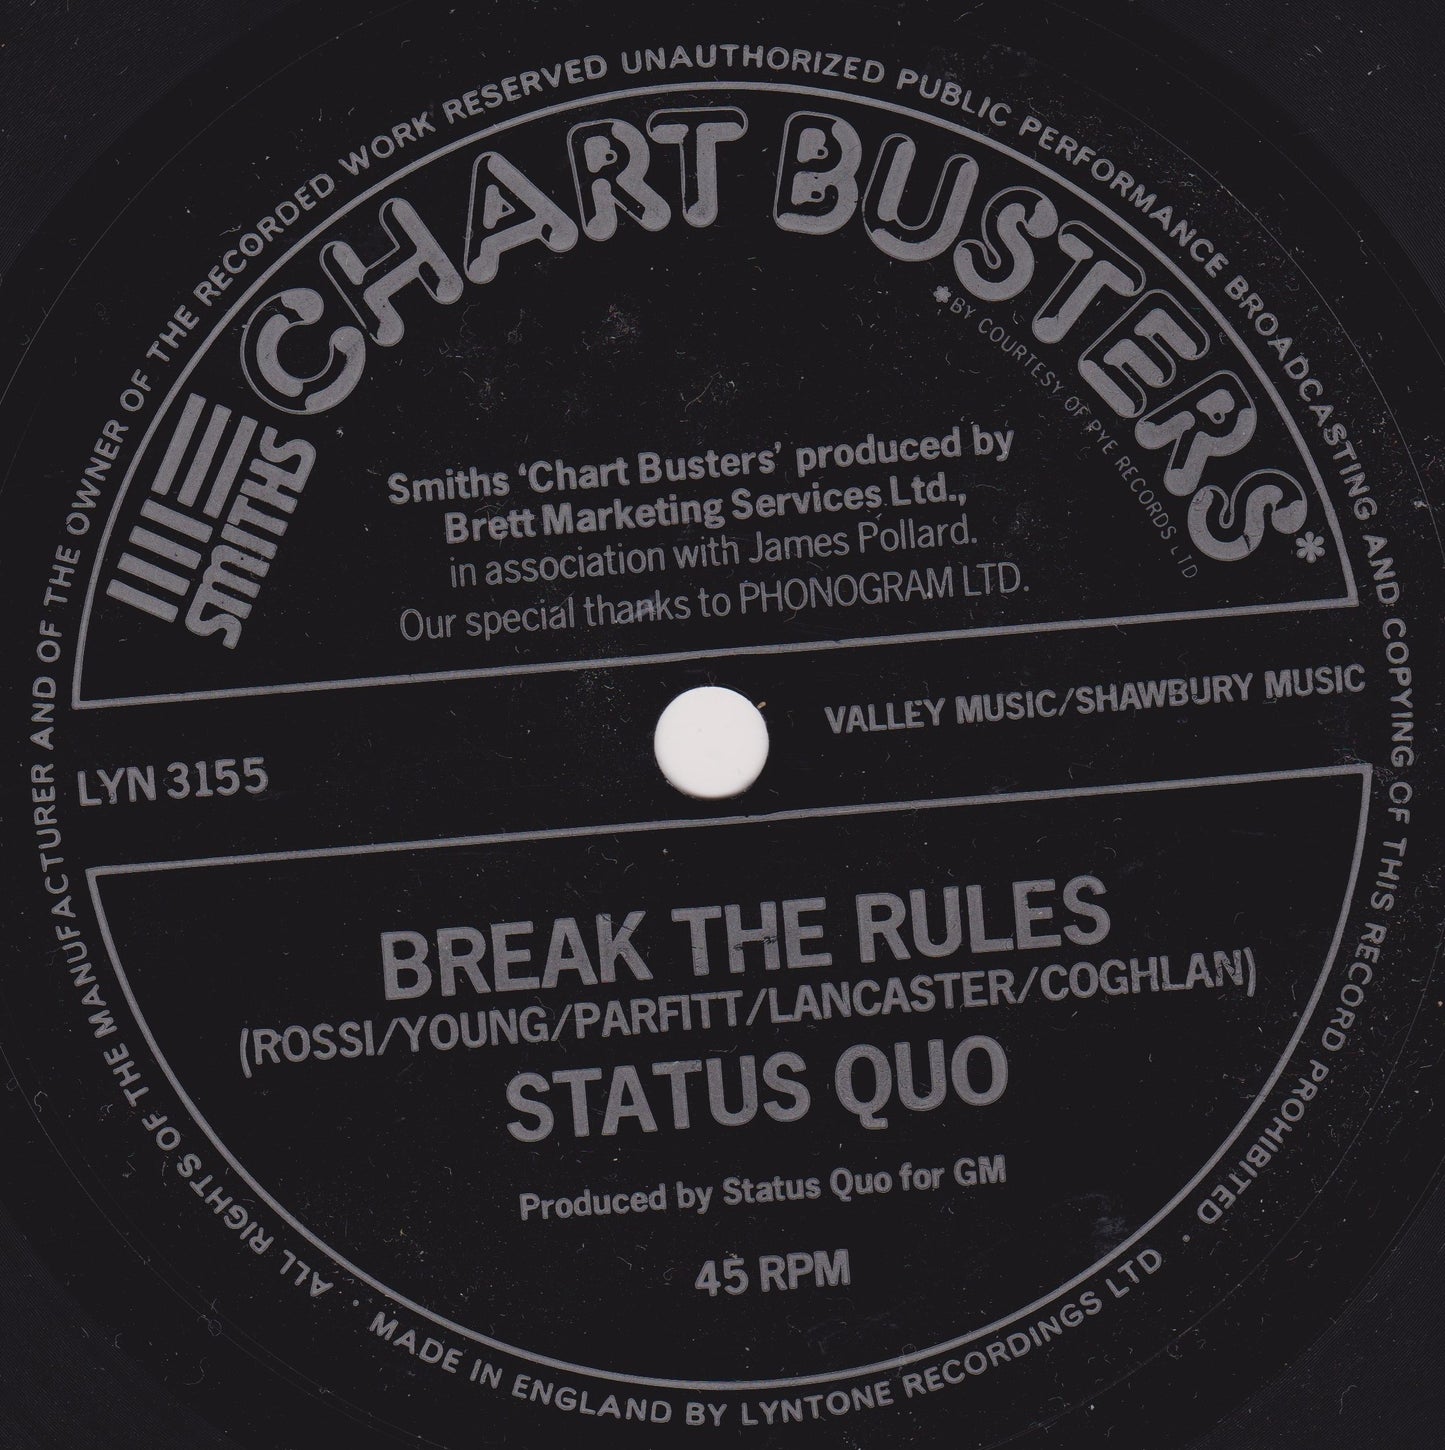 ALL RIGHTS OF THE MANUFACTURER AND OF THE OWNER OF THE RECORDED WORK RESERVED UNAUTHORIZED PUBLIC PERFORMANCE BROADCASTING AND COPYING OF THIS RECORD PROHIBITED ·
SMITHS
CHART BUSTERS*
*BY COURTESY OF PYE RECORDS LTD
Smiths ‘Chart Busters’ produced by
Brett Marketing Services Ltd.,
in association with James Pollard.
Our special thanks to PHONOGRAM LTD.
VALLEY MUSIC/SHAWBURY MUSIC
LYN 3155
BREAK THE RULES
(ROSSI/YOUNG/PARFITT/LANCASTER/COGHLAN)
STATUS QUO
Produced by Status Quo for GM
45 RPM
· MADE IN ENGLAND BY LYNTONE RECORDINGS LTD